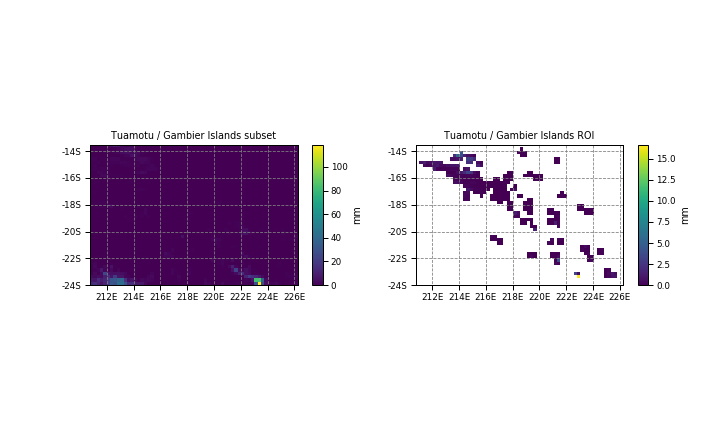 Tuamotu / Gambier Islands subset
-14S
-16S
-18S
-20S
-22S
-24S
212E 214E 216E 218E 220E 222E 224E 226E
100
80
60
40
20
0
mm
Tuamotu / Gambier Islands ROI
-14S
-16S
-18S
-20S
-22S
-24S
212E 214E 216E 218E 220E 222E 224E 226E
15.0
12.5
10.0
7.5
5.0
2.5
0.0
mm